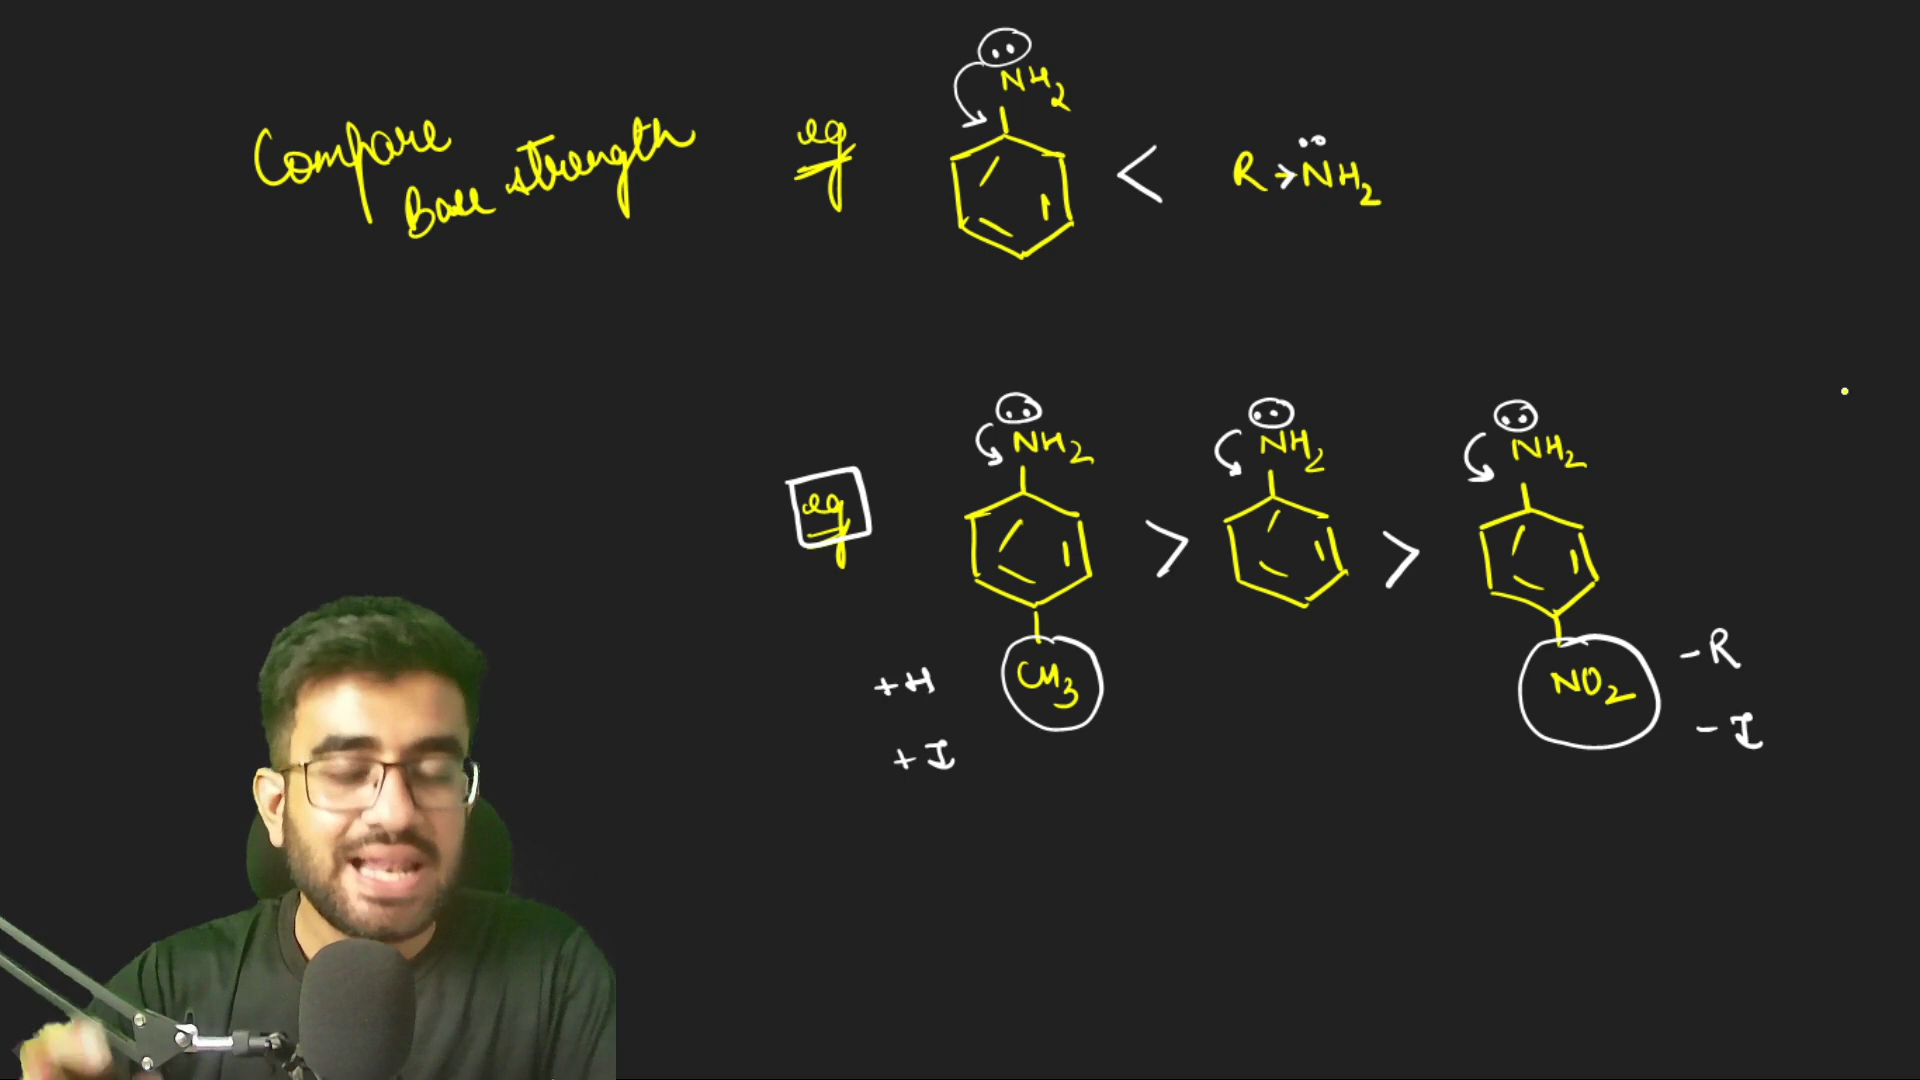 Compare
Base strength
eg
NH2
<
R → NH2
eg
NH2
>
NH2
>
NH2
CH3
+H
+I
NO2
-R
-I